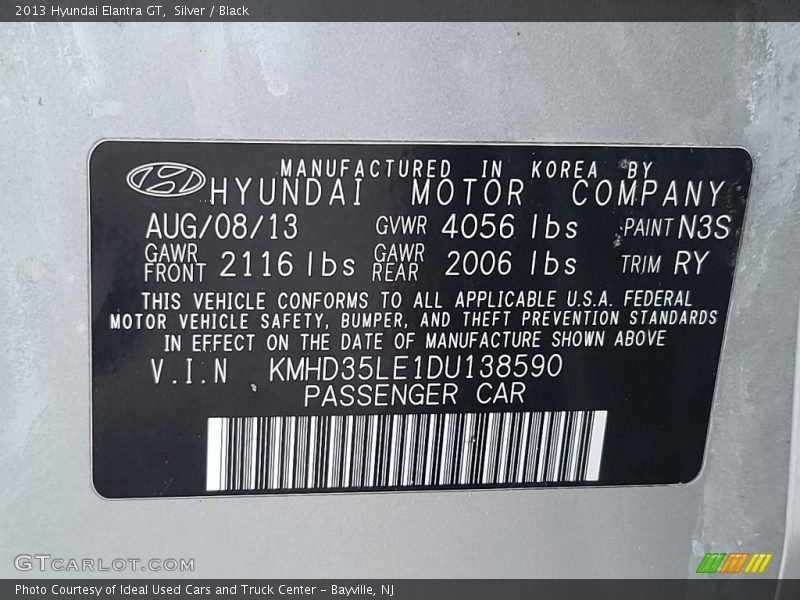 2013 Hyundai Elantra GT, Silver / Black
MANUFACTURED IN KOREA BY
HYUNDAI MOTOR COMPANY
AUG/08/13 GVWR 4056 lbs PAINT N3S
GAWR FRONT 2116 lbs GAWR REAR 2006 lbs TRIM RY
THIS VEHICLE CONFORMS TO ALL APPLICABLE U.S.A. FEDERAL
MOTOR VEHICLE SAFETY, BUMPER, AND THEFT PREVENTION STANDARDS
IN EFFECT ON THE DATE OF MANUFACTURE SHOWN ABOVE
V.I.N KMHD35LE1DU138590
PASSENGER CAR
GTCARLOT.COM
Photo Courtesy of Ideal Used Cars and Truck Center - Bayville, NJ